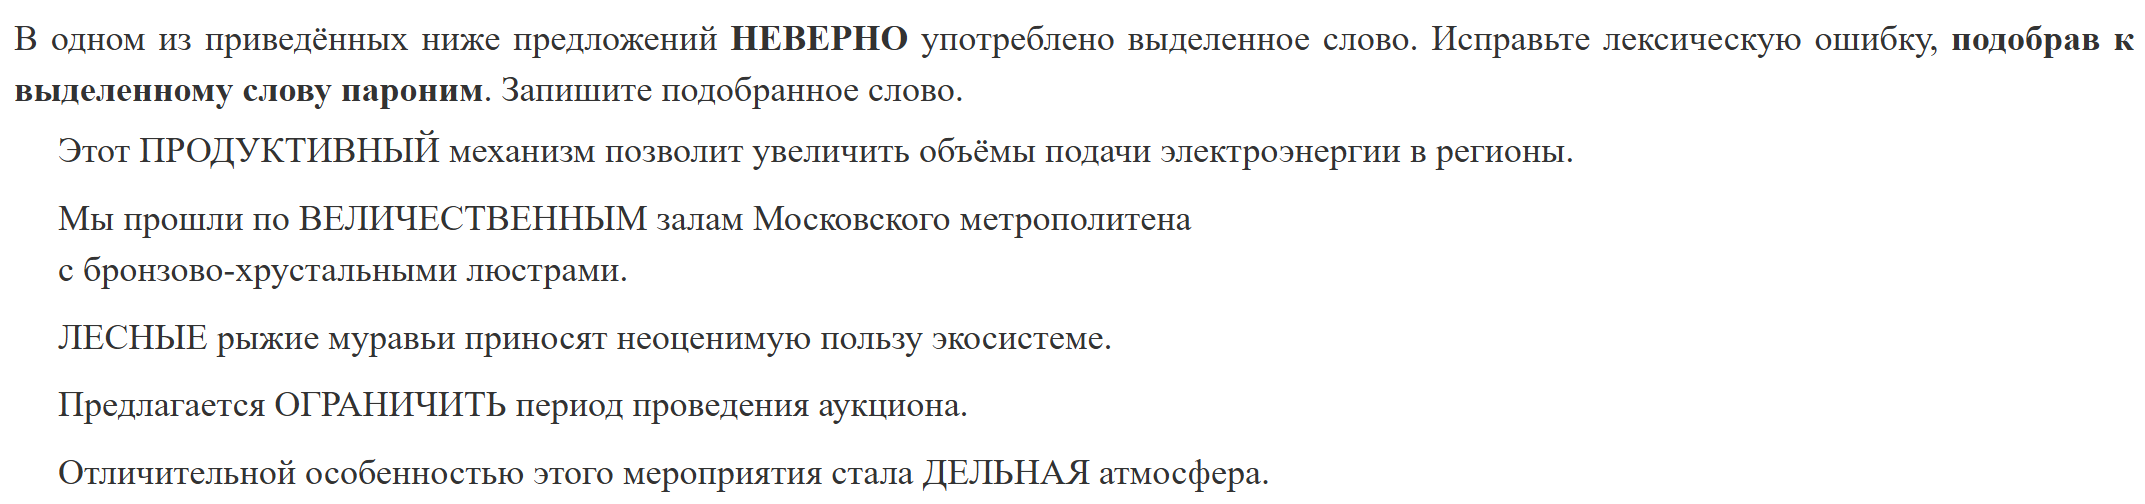 В одном из приведённых ниже предложений НЕВЕРНО употреблено выделенное слово. Исправьте лексическую ошибку, подобрав к
выделенному слову пароним. Запишите подобранное слово.
Этот ПРОДУКТИВНЫЙ механизм позволит увеличить объёмы подачи электроэнергии в регионы.
Мы прошли по ВЕЛИЧЕСТВЕННЫМ залам Московского метрополитена
с бронзово-хрустальными люстрами.
ЛЕСНЫЕ рыжие муравьи приносят неоценимую пользу экосистеме.
Предлагается ОГРАНИЧИТЬ период проведения аукциона.
Отличительной особенностью этого мероприятия стала ДЕЛЬНАЯ атмосфера.